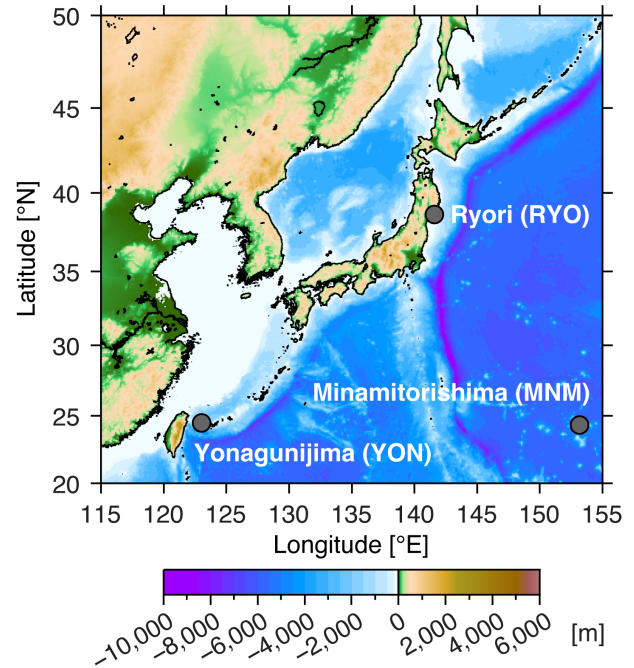 50
45
40
35
30
25
20
Latitude [°N]
Ryori (RYO)
Minamitorishima (MNM)
Yonagunijima (YON)
115 120 125 130 135 140 145 150 155
Longitude [°E]
−10,000 −8,000 −6,000 −4,000 −2,000 0 2,000 4,000 6,000 [m]